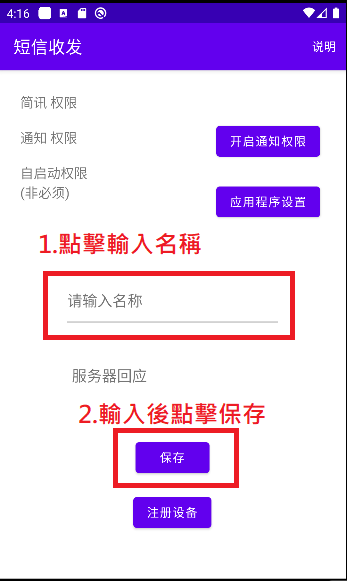 4:16
短信收发
说明
简讯 权限
通知 权限
开启通知权限
自启动权限
(非必须)
应用程序设置
1.點擊輸入名稱
请输入名称
服务器回应
2.輸入後點擊保存
保存
注册设备